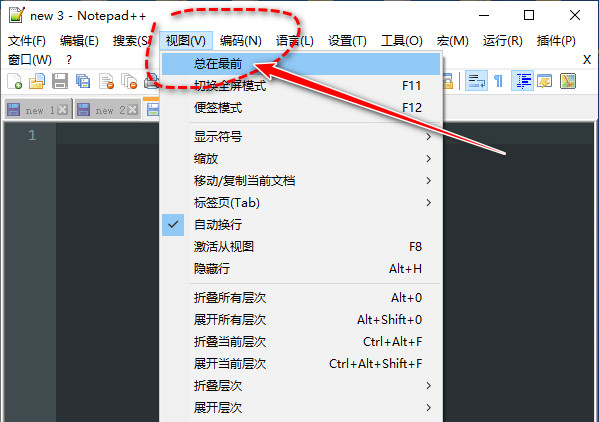 new 3 - Notepad++
文件(F) 编辑(E) 搜索(S) 视图(V) 编码(N) 语言(L) 设置(T) 工具(O) 宏(M) 运行(R) 插件(P)
窗口(W) ? X
new 1 new 2
1
总在最前
切换全屏模式 F11
便签模式 F12
显示符号
缩放
移动/复制当前文档
标签页(Tab)
自动换行
激活从视图 F8
隐藏行 Alt+H
折叠所有层次 Alt+0
展开所有层次 Alt+Shift+0
折叠当前层次 Ctrl+Alt+F
展开当前层次 Ctrl+Alt+Shift+F
折叠层次
展开层次